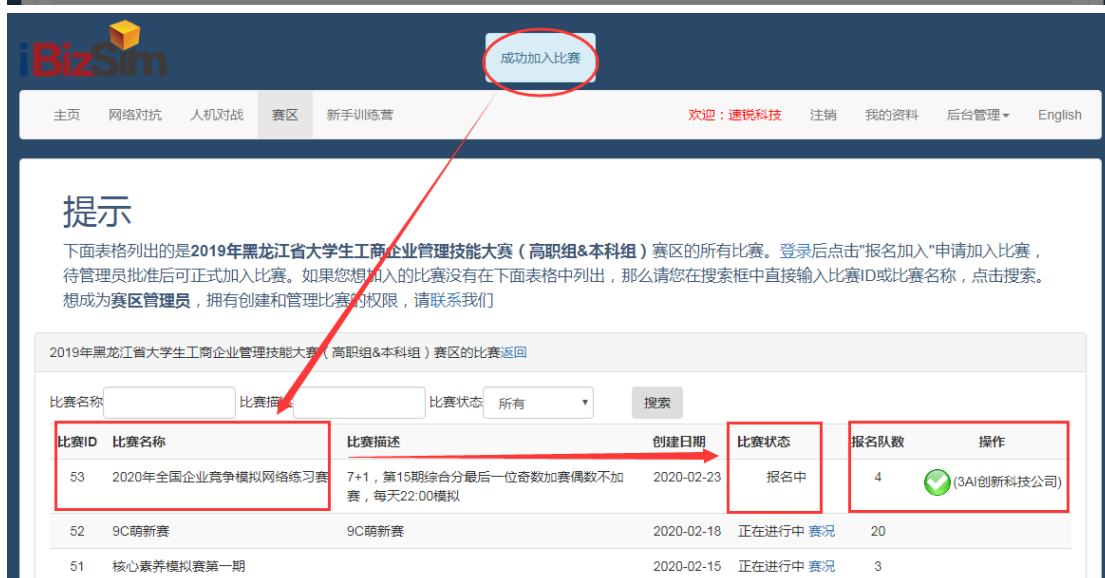 iBizSim
成功加入比赛
主页 网络对抗 人机对战 赛区 新手训练营 欢迎：速锐科技 注销 我的资料 后台管理 English
提示
下面表格列出的是2019年黑龙江省大学生工商企业管理技能大赛（高职组&本科组）赛区的所有比赛。登录后点击"报名加入"申请加入比赛，
待管理员批准后可正式加入比赛。如果您想加入的比赛没有在下面表格中列出，那么请您在搜索框中直接输入比赛ID或比赛名称，点击搜索。
想成为赛区管理员，拥有创建和管理比赛的权限，请联系我们
2019年黑龙江省大学生工商企业管理技能大赛（高职组&本科组）赛区的比赛返回
比赛名称 比赛描述 比赛状态 所有 搜索
比赛ID 比赛名称 比赛描述 创建日期 比赛状态 报名队数 操作
53 2020年全国企业竞争模拟网络练习赛 7+1，第15期综合分最后一位奇数加赛偶数不加 2020-02-23 报名中 4 (3AI创新科技公司)
赛，每天22:00模拟
52 9C萌新赛 9C萌新赛 2020-02-18 正在进行中 赛况 20
51 核心素养模拟赛第一期 2020-02-15 正在进行中 赛况 3